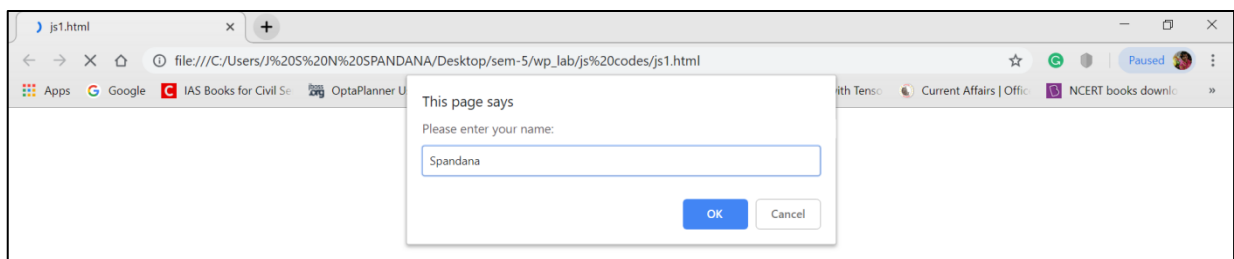 js1.html
file:///C:/Users/J%20S%20N%20SPANDANA/Desktop/sem-5/wp_lab/js%20codes/js1.html
Paused
Apps Google IAS Books for Civil Se OptaPlanner U ith Tenso Current Affairs | Offic NCERT books downlo »
This page says
Please enter your name:
Spandana
OK Cancel